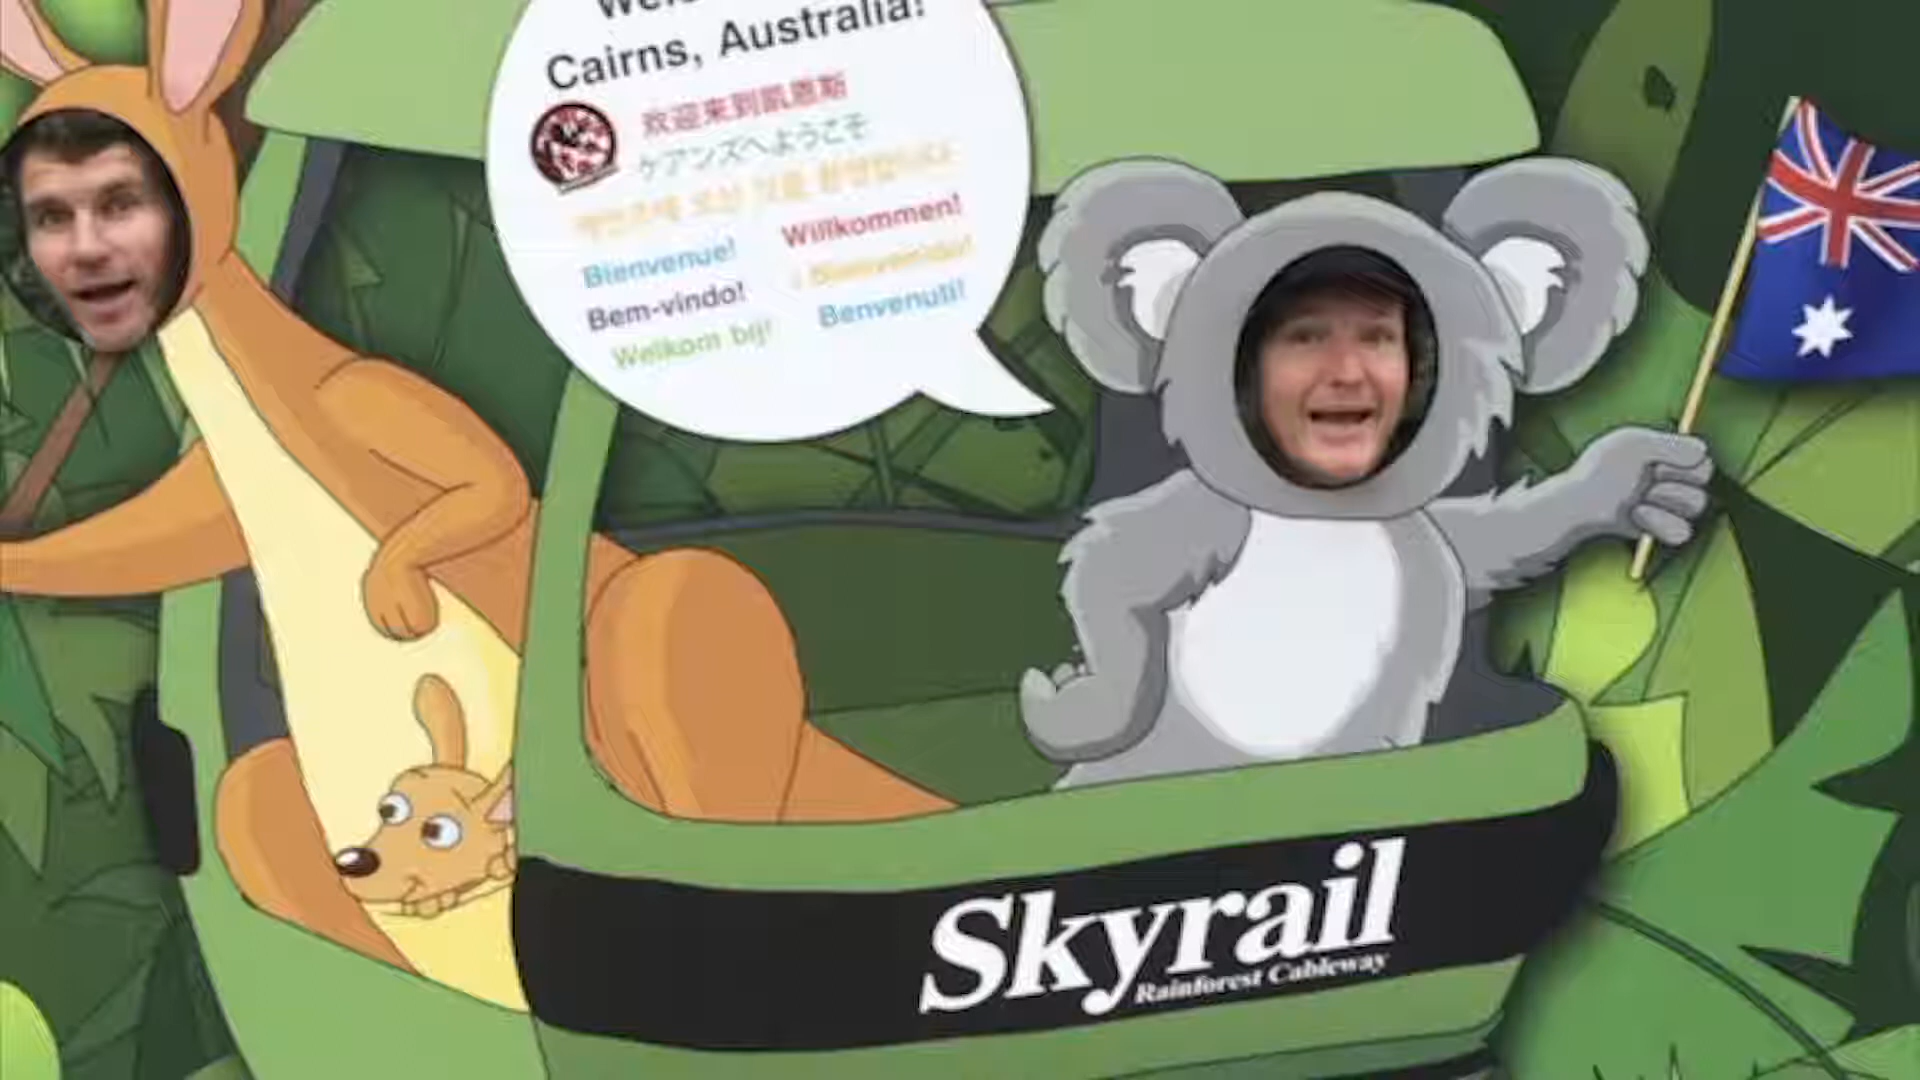 Cairns, Australia!
欢迎来到凯恩斯
ケアンズへようこそ
Bienvenue! Willkommen!
Bem-vindo! ¡Bienvenido!
Welkom bij! Benvenuti!
Skyrail
Rainforest Cableway